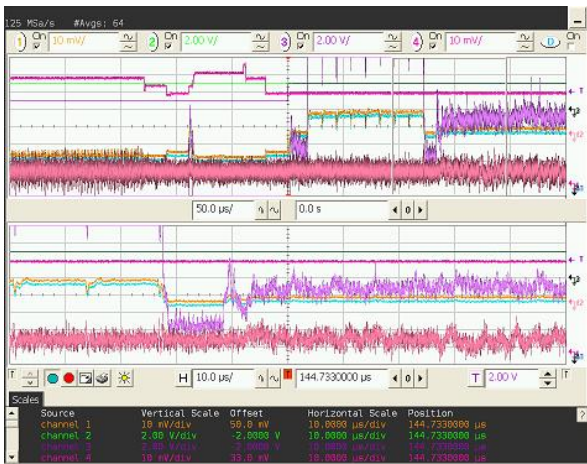 125 MSa/s #Avgs: 64
1 On 10 mV/ 2 On 2.00 V/ 3 On 2.00 V/ 4 On 10 mV/ D On
T
50.0 µs/ 0.0 s 0
T
H 10.0 µs/ T 144.7330000 µs 0 T 2.00 V
Scales
Source Vertical Scale Offset Horizontal Scale Position
channel 1 10 mV/div 50.0 mV 10.0000 µs/div 144.7330000 µs
channel 2 2.00 V/div -2.0000 V 10.0000 µs/div 144.7330000 µs
channel 3 2.00 V/div -2.0000 V 10.0000 µs/div 144.7330000 µs
channel 4 10 mV/div 33.0 mV 10.0000 µs/div 144.7330000 µs